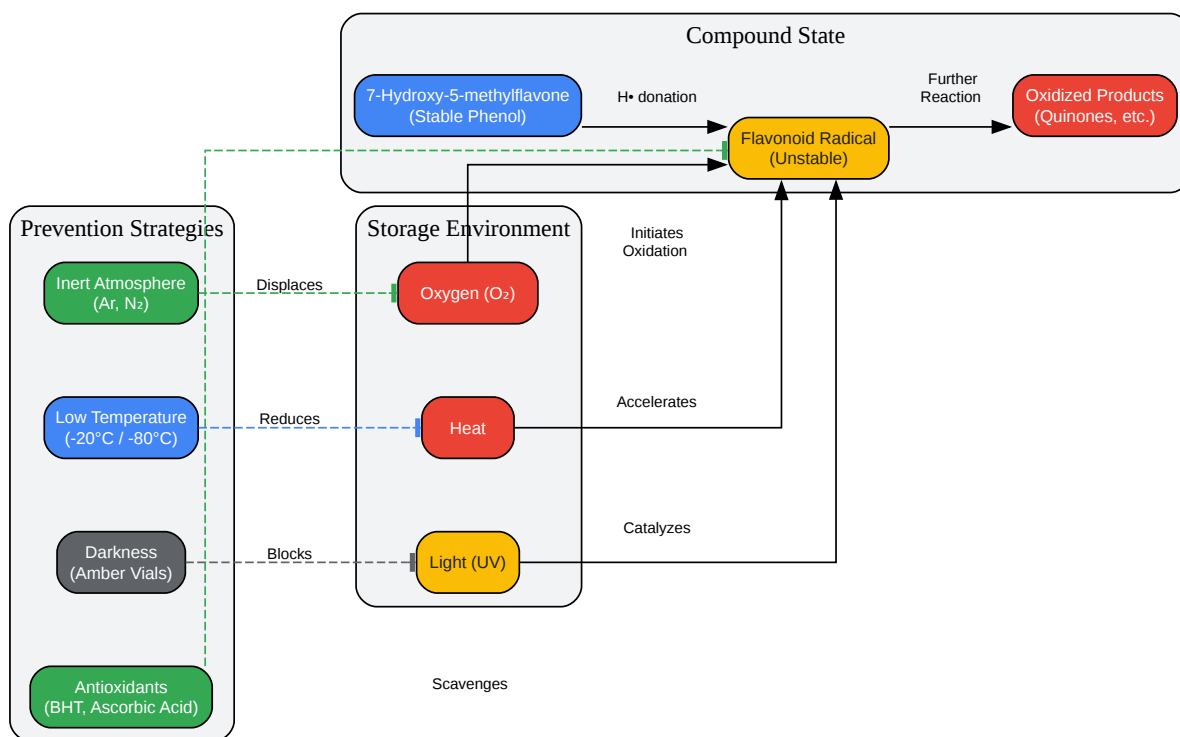 Compound State
7-Hydroxy-5-methylflavone
(Stable Phenol)
H• donation
Flavonoid Radical
(Unstable)
Further
Reaction
Oxidized Products
(Quinones, etc.)
Prevention Strategies
Storage Environment
Inert Atmosphere
(Ar, N₂)
Displaces
Oxygen (O₂)
Initiates
Oxidation
Low Temperature
(-20°C / -80°C)
Reduces
Heat
Accelerates
Darkness
(Amber Vials)
Blocks
Light (UV)
Catalyzes
Antioxidants
(BHT, Ascorbic Acid)
Scavenges